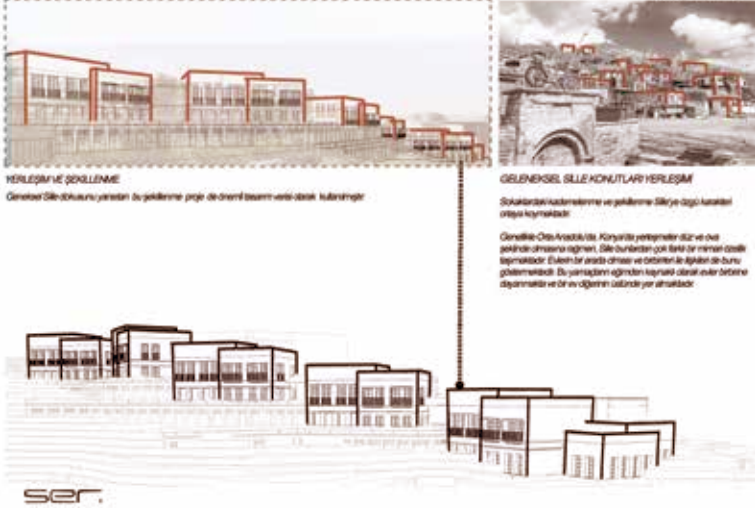 YERLEŞİM VE ŞEKİLLENME
Geneksel Sille dokusunu yansıtan bu şekillenme proje de önemli tasarım verisi olarak kullanılmıştır.
GELENEKSEL SİLLE KONUTLARI YERLEŞİMİ
Sokaklardaki kademelenme ve şekillenme Sille'ye özgü karakteri
ortaya koymaktadır.
Genellikle Orta Anadolu'da, Konya'da yerleşmeler düz ve ova
şeklinde olmasına rağmen, Sille bunlardan çok farklı bir mimari özellik
taşımaktadır. Evlerin bir arada olması ve birbirleri ile ilişkileri de bunu
göstermektedir. Bu yamaçların eğimden kaynaklı olarak evler birbirine
dayanmakta ve bir ev diğerinin üstünde yer almaktadır.
ser.